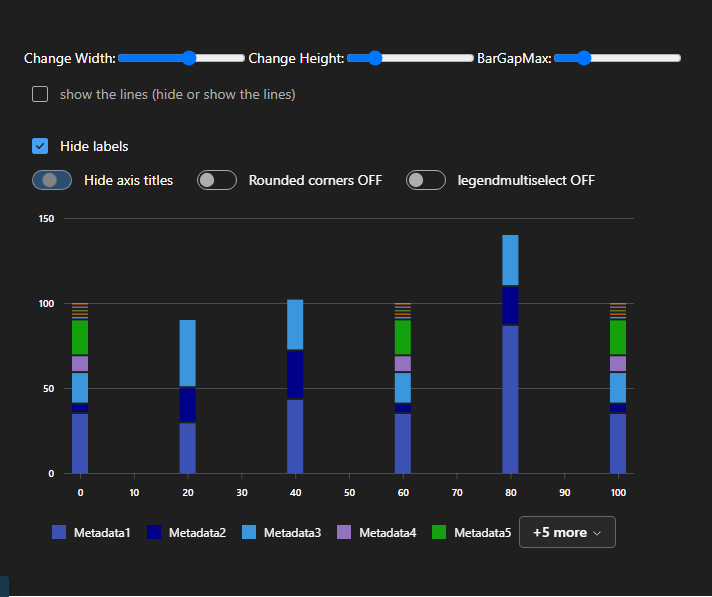 Change Width: Change Height: BarGapMax:
show the lines (hide or show the lines)
Hide labels
Hide axis titles Rounded corners OFF legendmultiselect OFF
150
100
50
0
0 10 20 30 40 50 60 70 80 90 100
Metadata1 Metadata2 Metadata3 Metadata4 Metadata5 +5 more